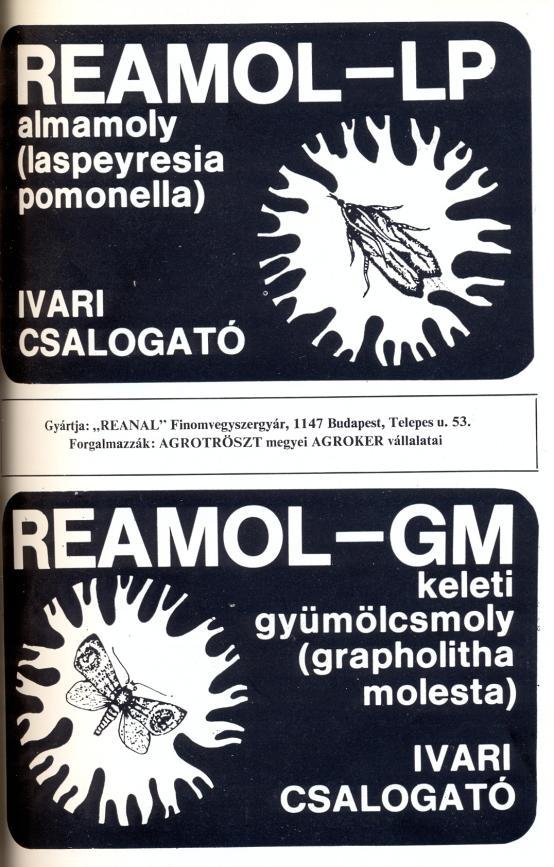 REAMOL–LP
almamoly
(laspeyresia
pomonella)
IVARI
CSALOGATÓ
Gyártja: „REANAL” Finomvegyszergyár, 1147 Budapest, Telepes u. 53.
Forgalmazzák: AGROTRÖSZT megyei AGROKER vállalatai
REAMOL–GM
keleti
gyümölcsmoly
(grapholitha
molesta)
IVARI
CSALOGATÓ